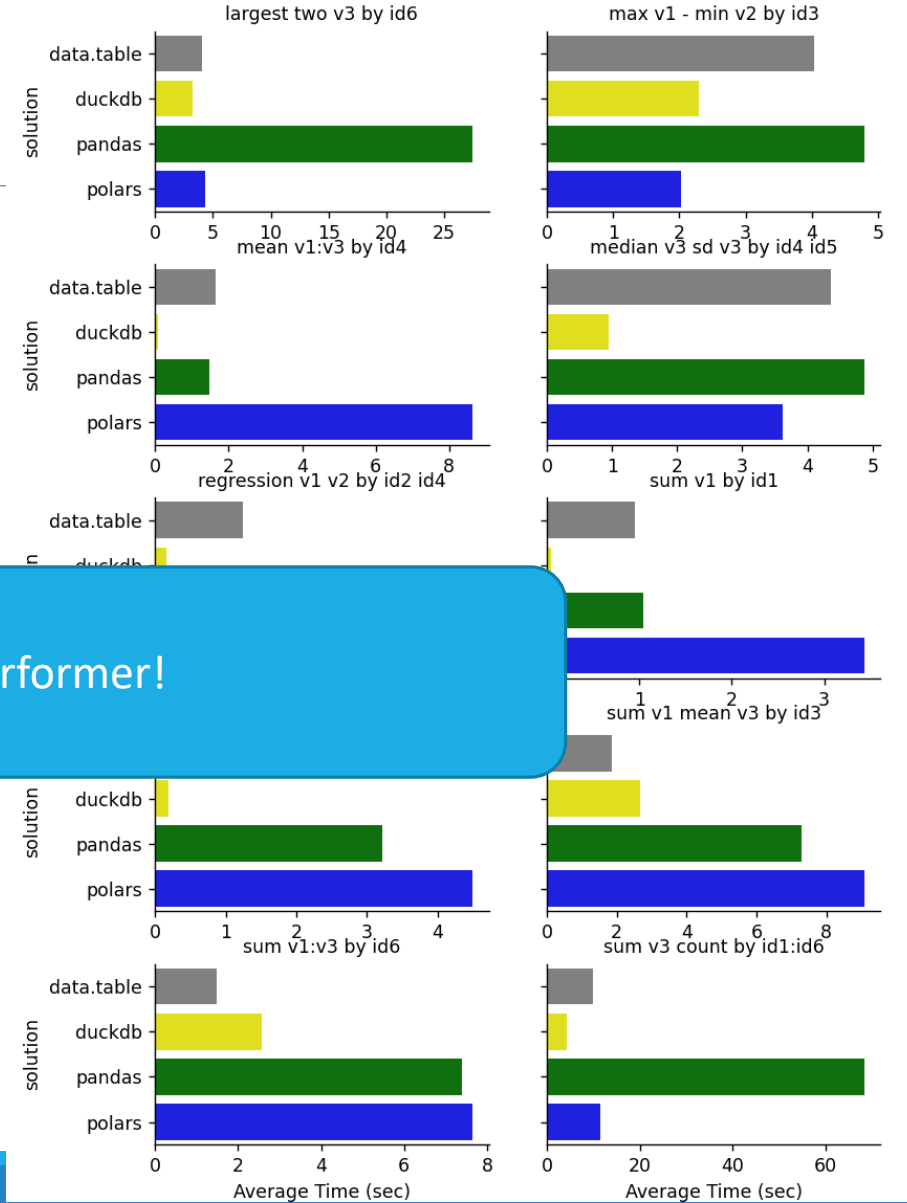 largest two v3 by id6
max v1 - min v2 by id3
solution
data.table
duckdb
pandas
polars
0 5 10 15 20 25
0 1 2 3 4 5
mean v1:v3 by id4
median v3 sd v3 by id4 id5
solution
data.table
duckdb
pandas
polars
0 2 4 6 8
0 1 2 3 4 5
regression v1 v2 by id2 id4
sum v1 by id1
data.table
duckdb
rformer!
1 2 3
sum v1 mean v3 by id3
solution
duckdb
pandas
polars
0 1 2 3 4
0 2 4 6 8
sum v1:v3 by id6
sum v3 count by id1:id6
solution
data.table
duckdb
pandas
polars
0 2 4 6 8
0 20 40 60
Average Time (sec)
Average Time (sec)